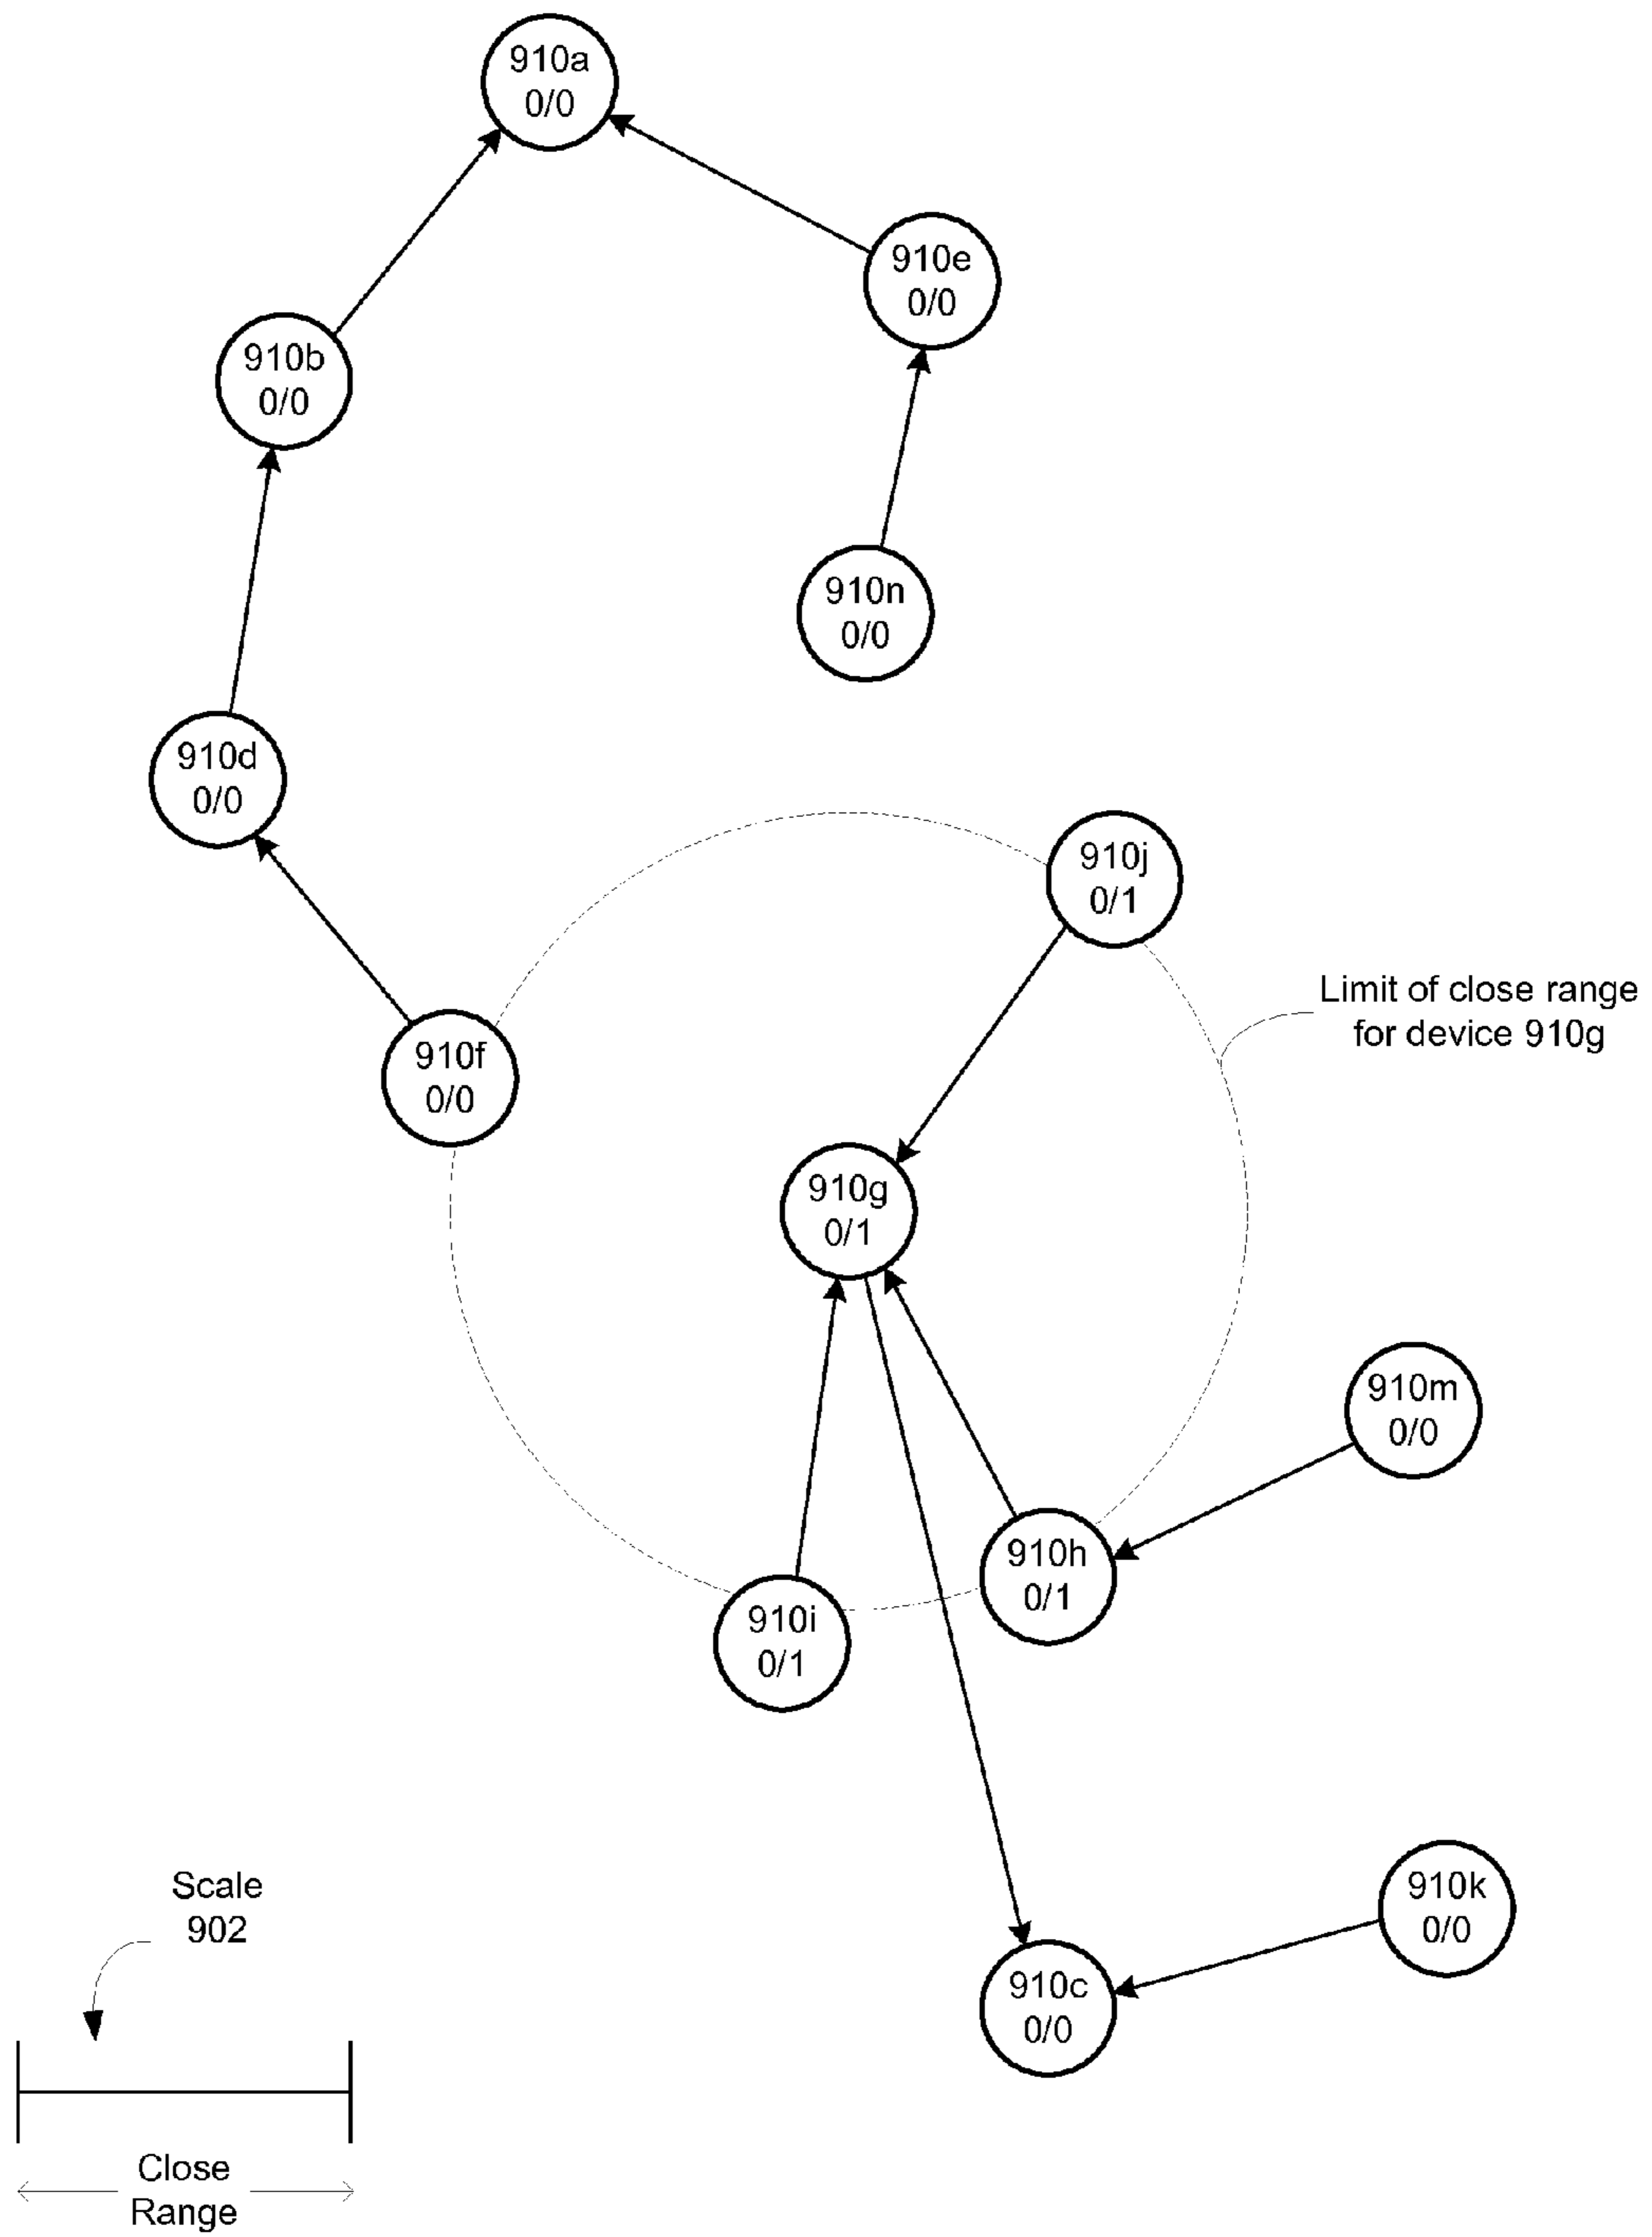 910a
0/0
910e
0/0
910b
0/0
910n
0/0
910d
0/0
910j
0/1
Limit of close range
for device 910g
910f
0/0
910g
0/1
910m
0/0
910h
0/1
910i
0/1
Scale
902
910k
0/0
910c
0/0
Close
Range